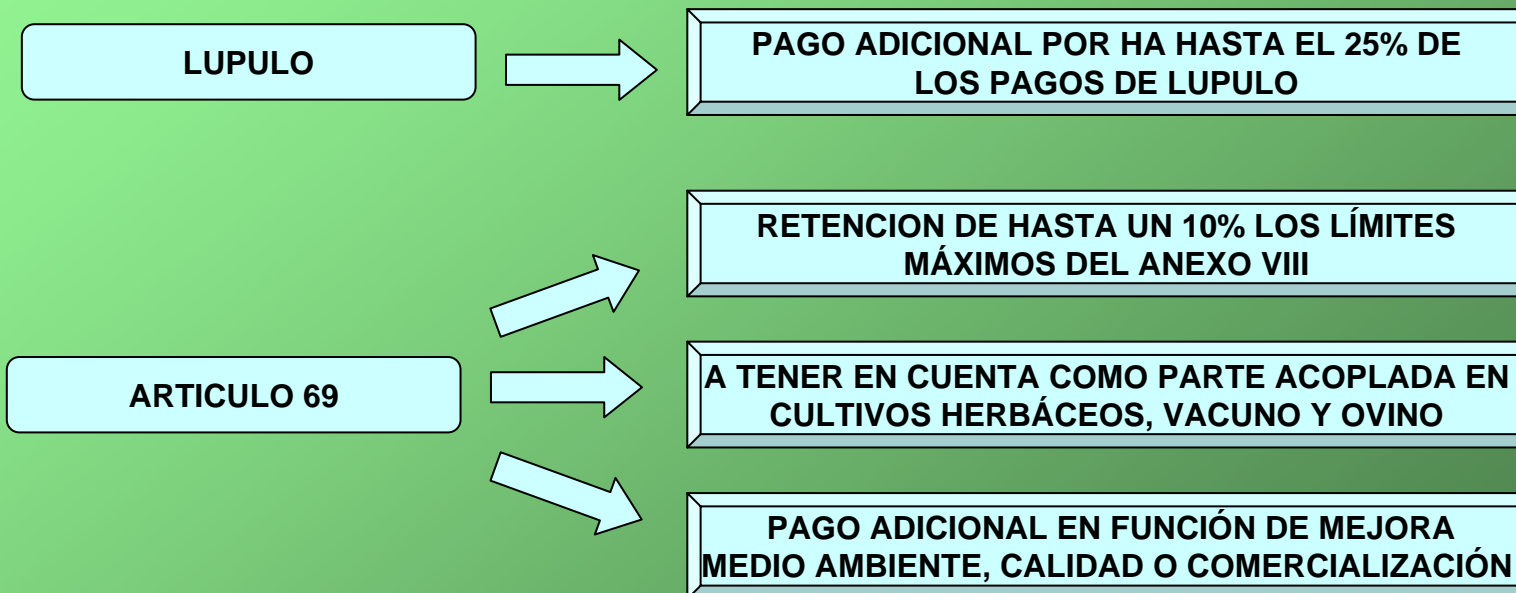 LUPULO
PAGO ADICIONAL POR HA HASTA EL 25% DE
LOS PAGOS DE LUPULO
RETENCION DE HASTA UN 10% LOS LÍMITES
MÁXIMOS DEL ANEXO VIII
ARTICULO 69
A TENER EN CUENTA COMO PARTE ACOPLADA EN
CULTIVOS HERBÁCEOS, VACUNO Y OVINO
PAGO ADICIONAL EN FUNCIÓN DE MEJORA
MEDIO AMBIENTE, CALIDAD O COMERCIALIZACIÓN